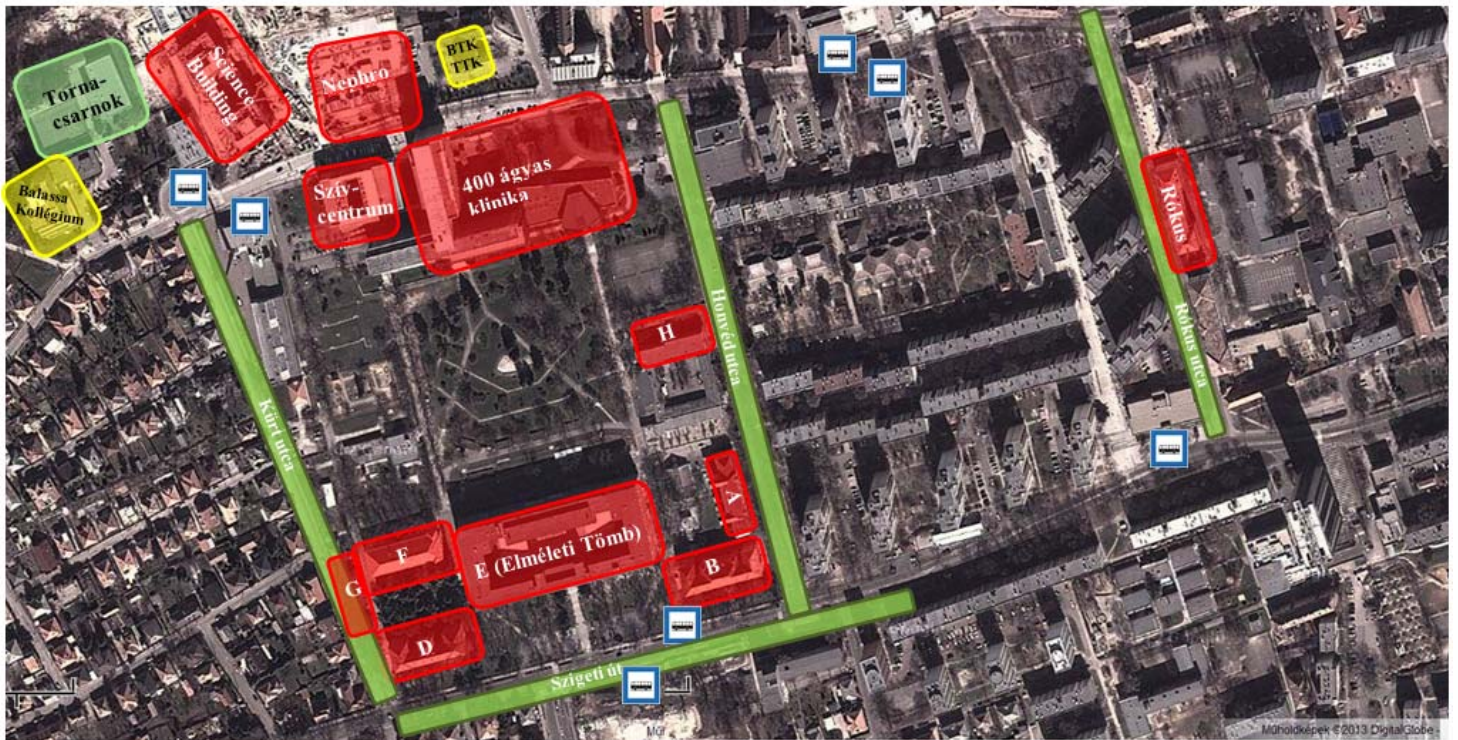 BTK
TTK
Science
Building
Nephro
Torna-
csarnok
400 ágyas
klinika
Szív-
centrum
Balassa
Kollégium
Rókus
Honvéd utca
H
Rókus utca
Kürt utca
A
E (Elméleti Tömb)
F
B
G
D
Szigeti út
Műholdképek ©2013 DigitalGlobe -